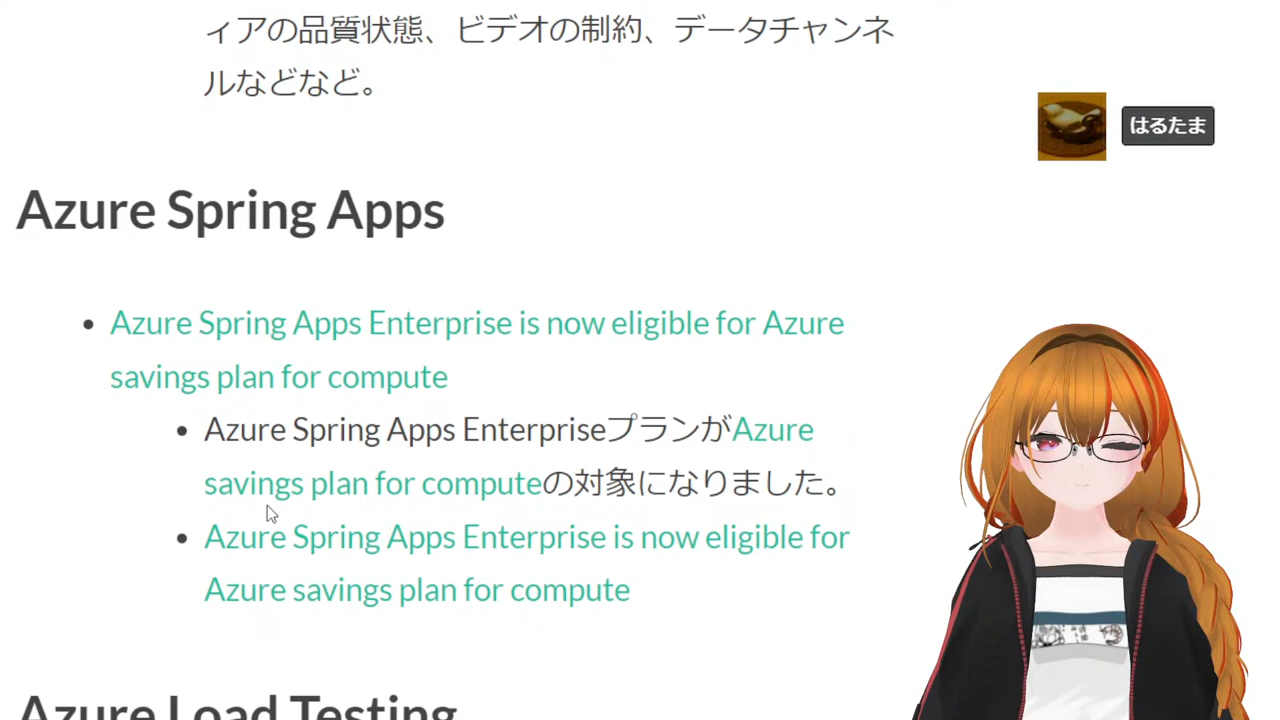 ィアの品質状態、ビデオの制約、データチャンネ
ルなどなど。
はるたま
Azure Spring Apps
Azure Spring Apps Enterprise is now eligible for Azure
savings plan for compute
Azure Spring Apps EnterpriseプランがAzure
savings plan for computeの対象になりました。
Azure Spring Apps Enterprise is now eligible for
Azure savings plan for compute
Azure Load Testing